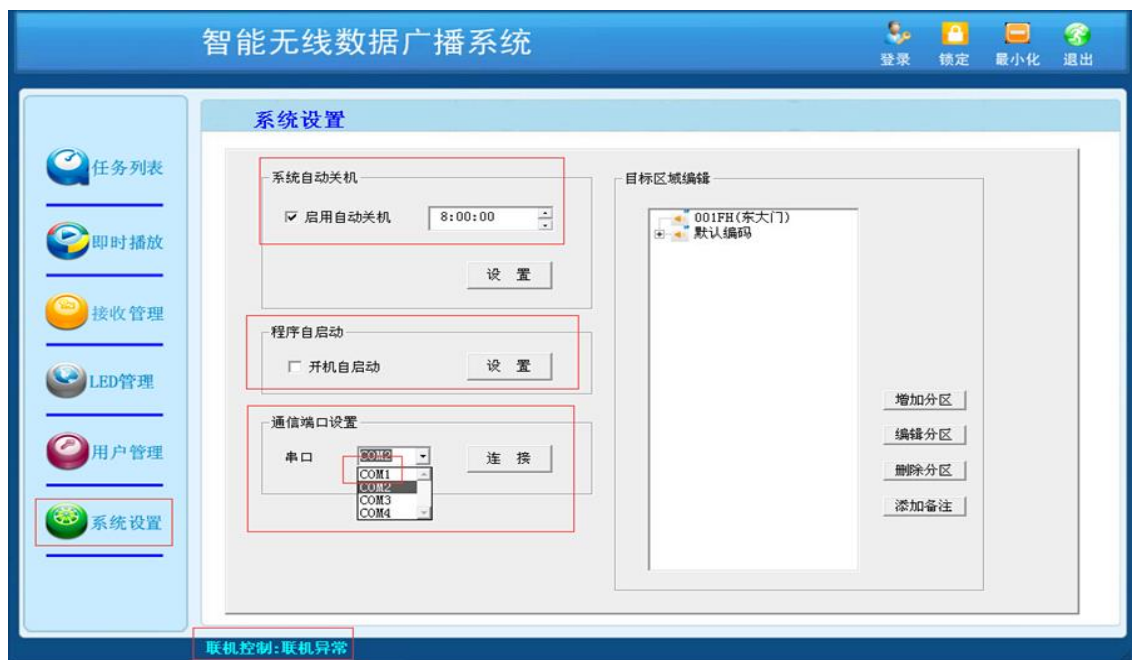 智能无线数据广播系统
登录 锁定 最小化 退出
系统设置
任务列表
即时播放
接收管理
LED管理
用户管理
系统设置
系统自动关机
启用自动关机 8:00:00
设 置
程序自启动
开机自启动 设 置
通信端口设置
串口 COM2 连 接
COM1
COM2
COM3
COM4
目标区域编辑
001FH(东大门)
默认编码
增加分区
编辑分区
删除分区
添加备注
联机控制:联机异常